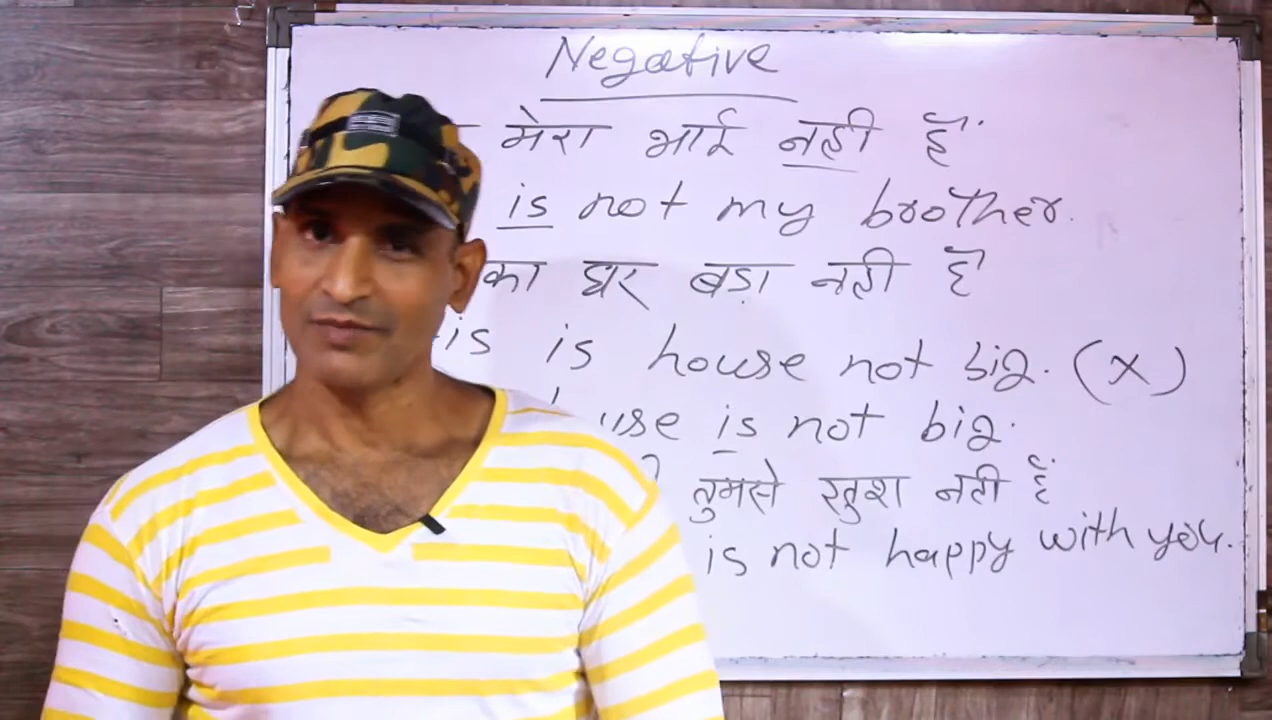 Negative
मेरा भाई नही है.
is not my brother.
का घर बड़ा नही है
is is house not big. (x)
use is not big.
तुमसे खुश नही है
is not happy with you.